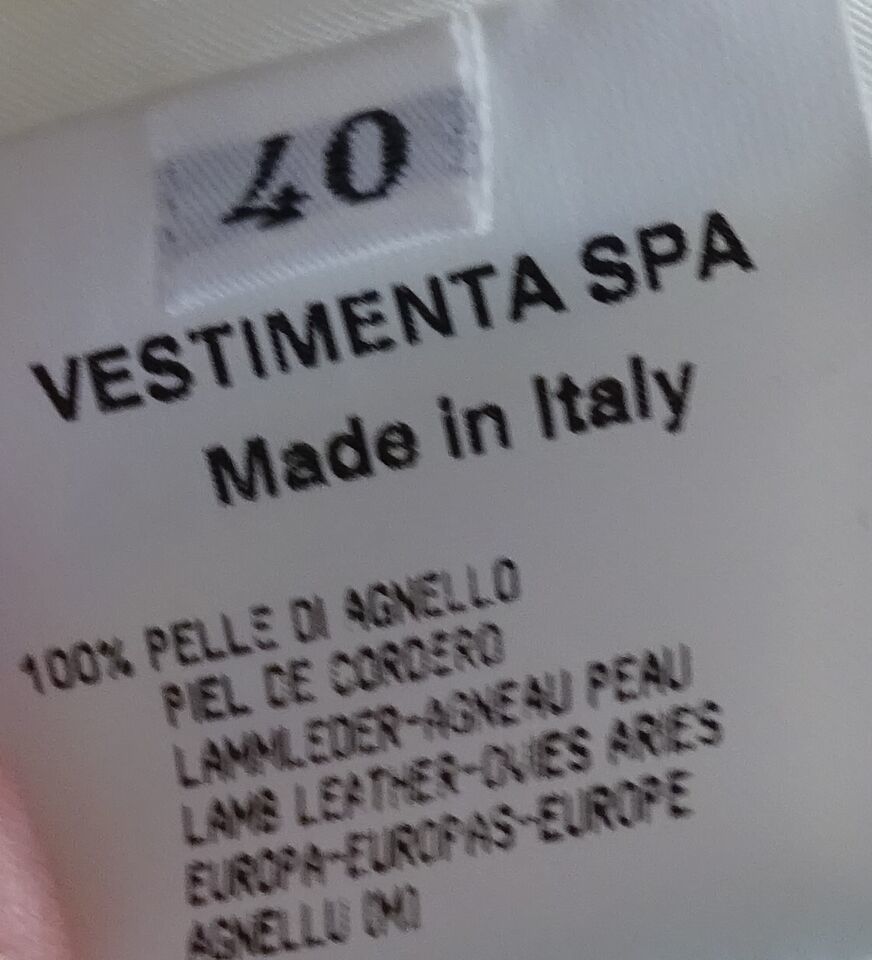 40
VESTIMENTA SPA
Made in Italy
100% PELLE DI AGNELLO
PIEL DE CORDERO
LAMMLEDER-AGNEAU PEAU
LAMB LEATHER-OVIES ARIES
EUROPA-EUROPAS-EUROPE
AGNELLU (M)